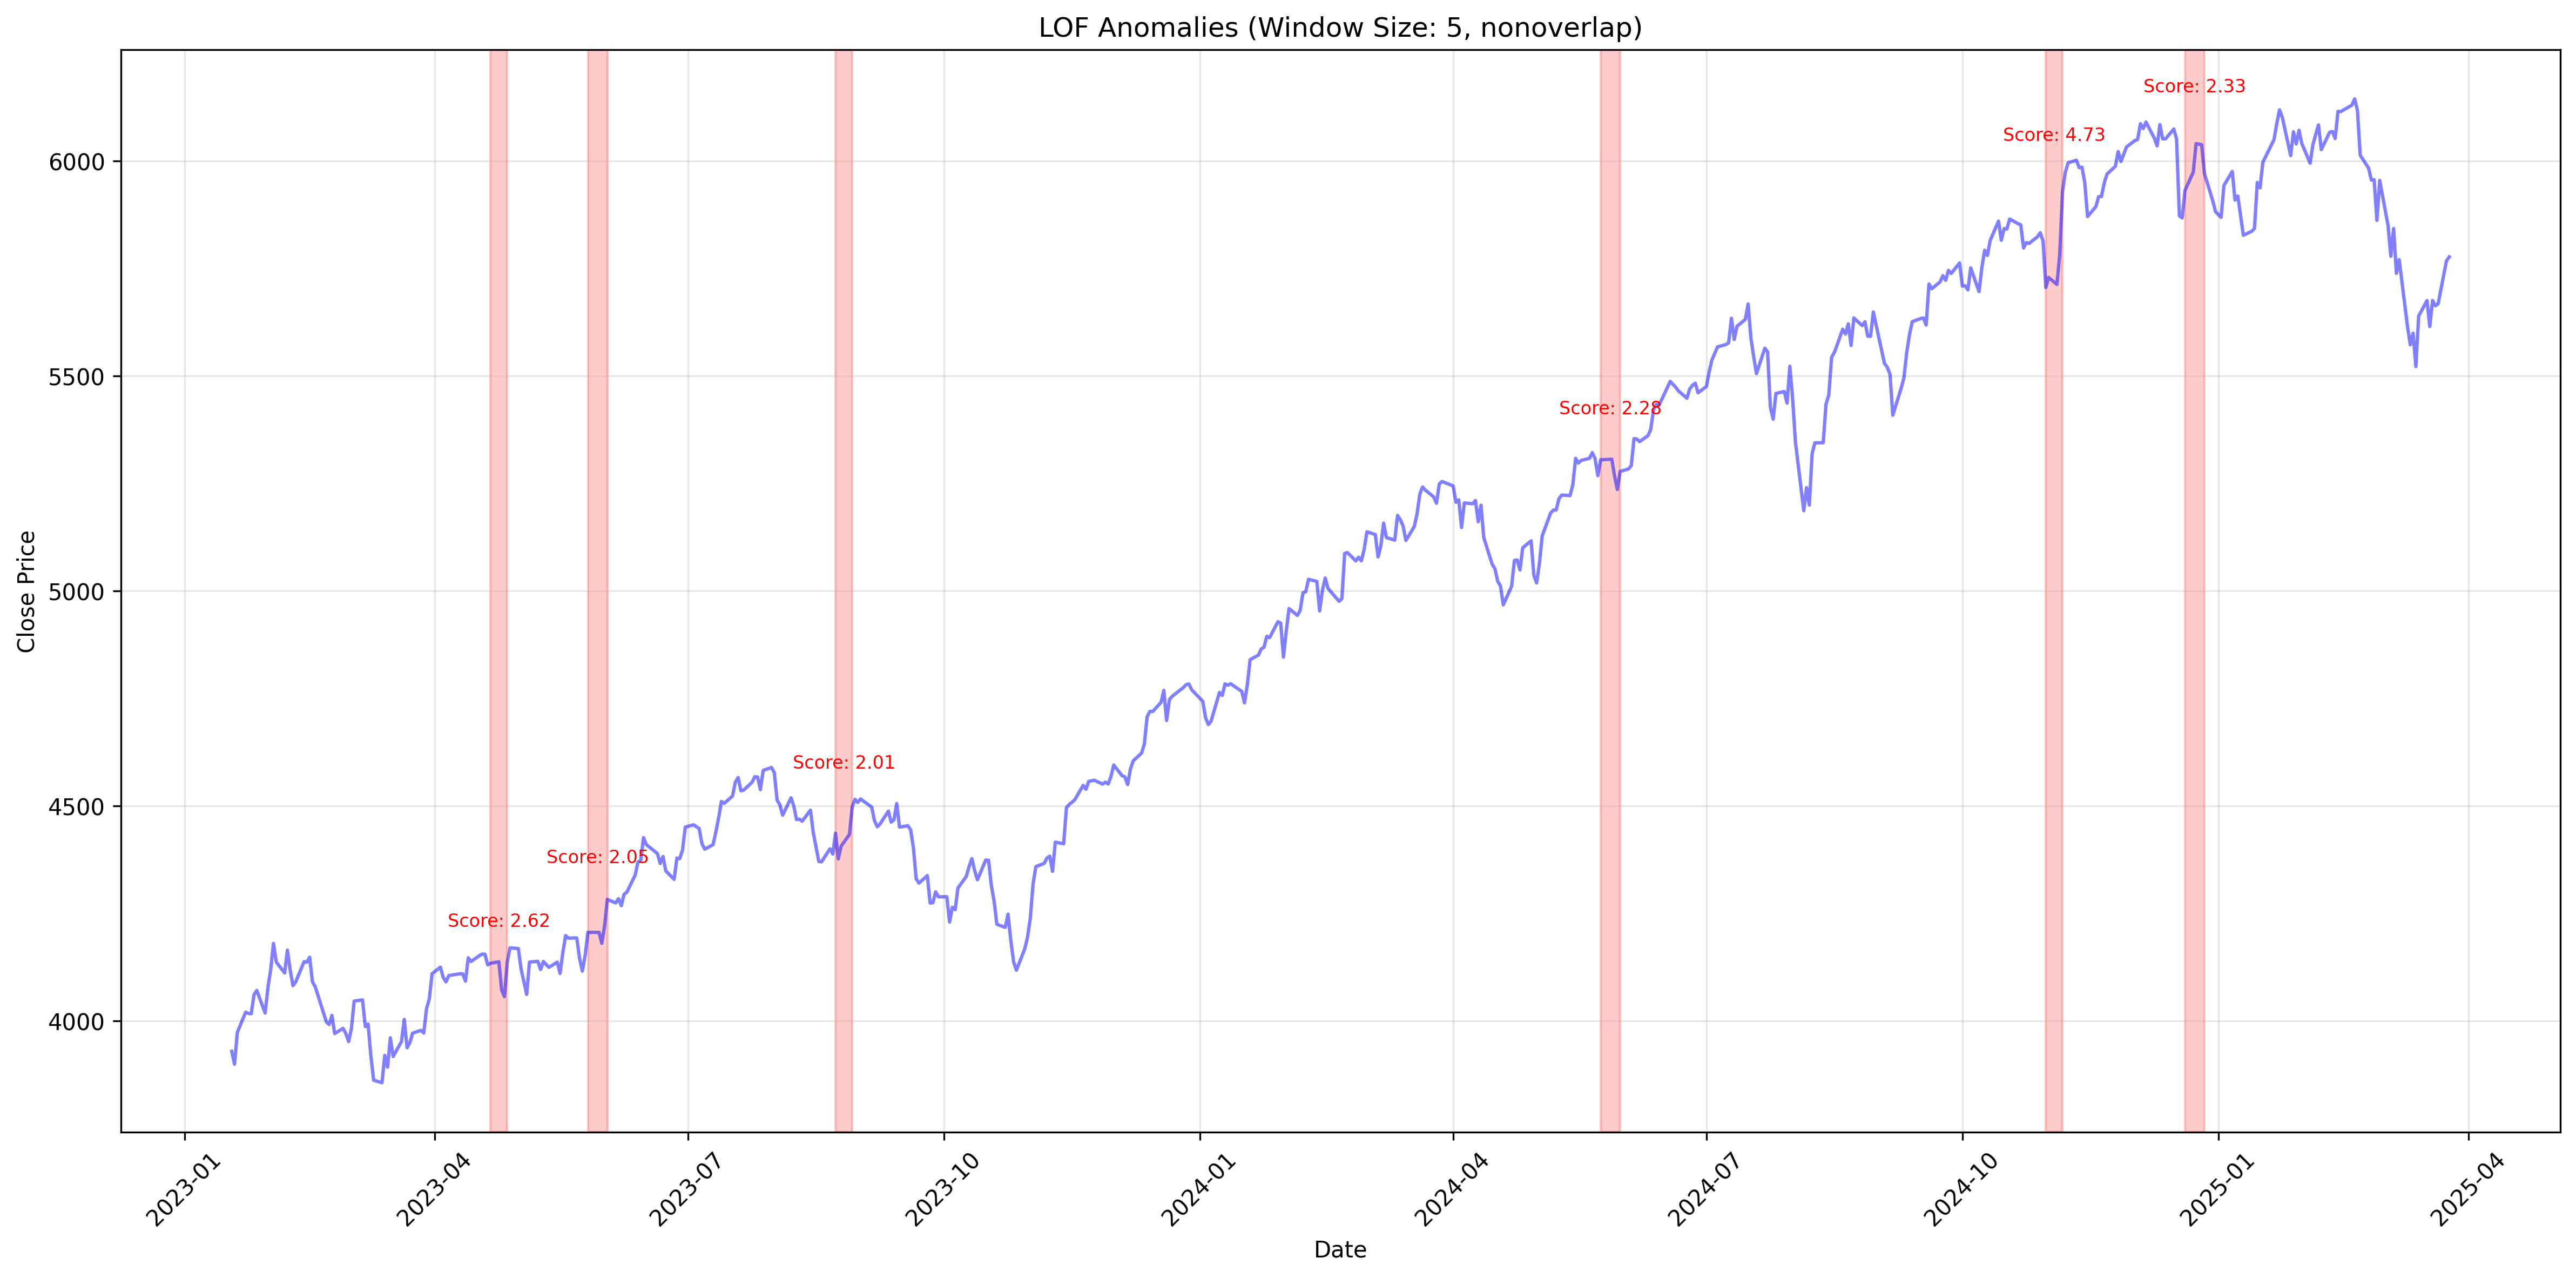 LOF Anomalies (Window Size: 5, nonoverlap)
Score: 2.33
Score: 4.73
Score: 2.28
Score: 2.01
Score: 2.05
Score: 2.62
Close Price
6000
5500
5000
4500
4000
2023-01
2023-04
2023-07
2023-10
2024-01
2024-04
2024-07
2024-10
2025-01
2025-04
Date